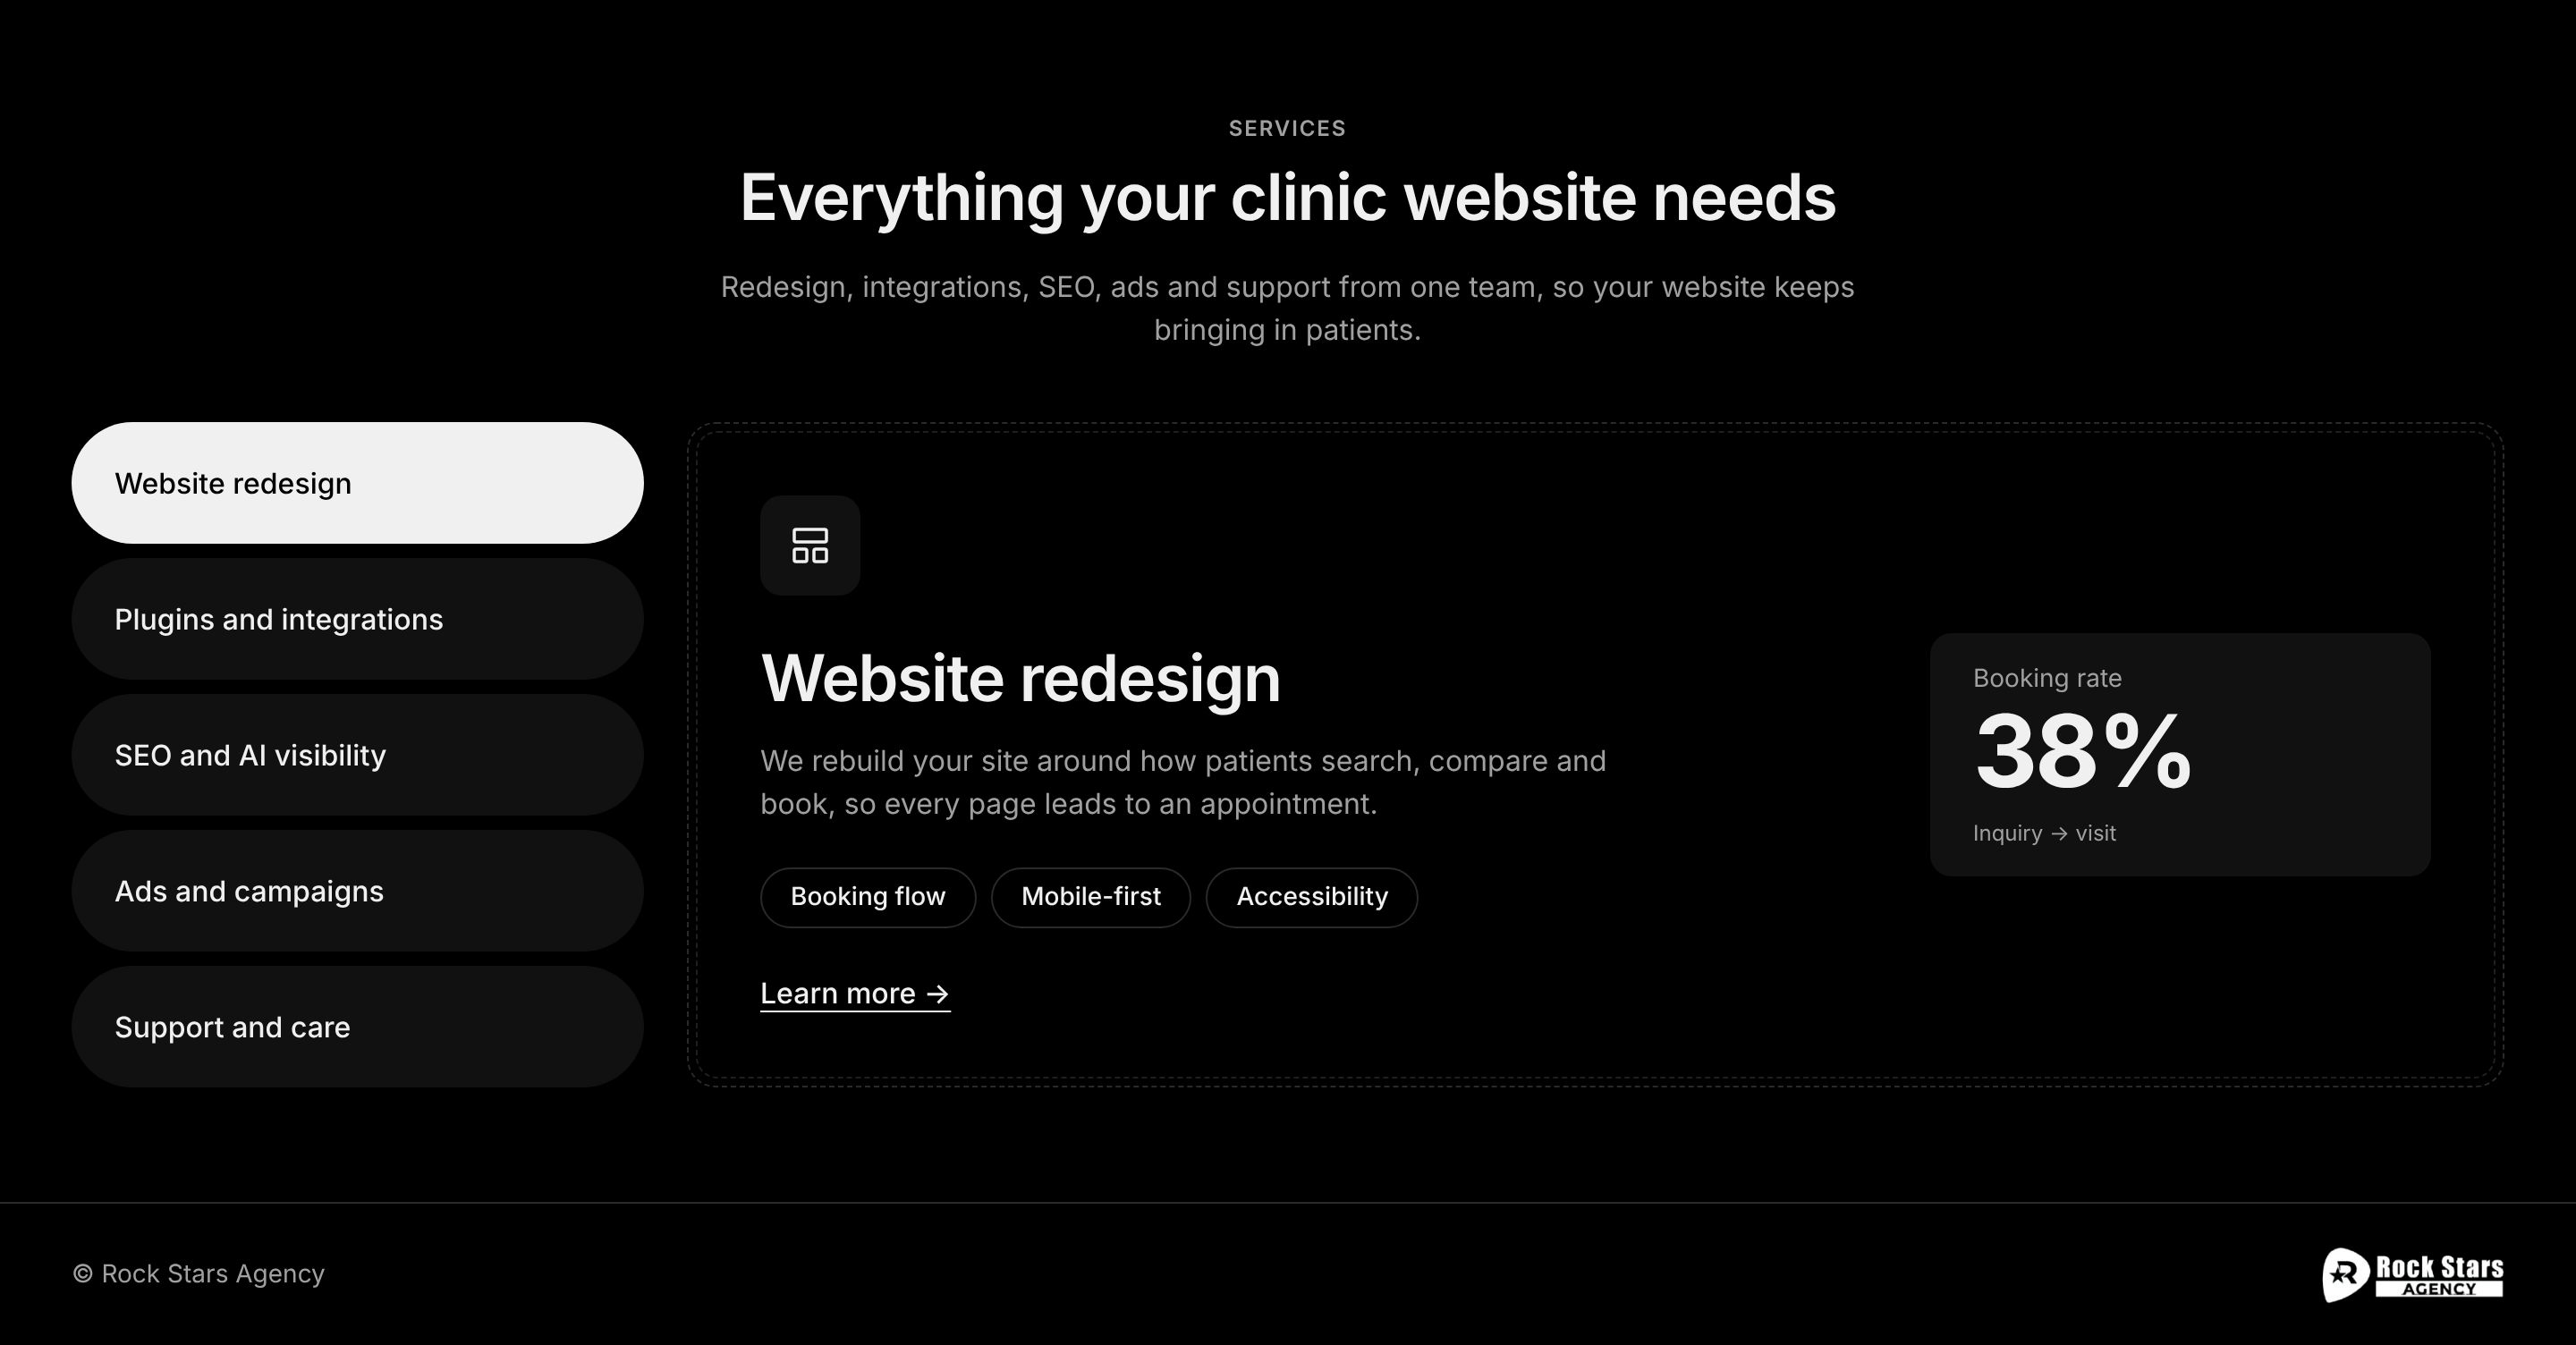 SERVICES
Everything your clinic website needs
Redesign, integrations, SEO, ads and support from one team, so your website keeps
bringing in patients.
Website redesign
Plugins and integrations
SEO and AI visibility
Ads and campaigns
Support and care
Website redesign
We rebuild your site around how patients search, compare and
book, so every page leads to an appointment.
Booking flow
Mobile-first
Accessibility
Learn more →
Booking rate
38%
Inquiry → visit
© Rock Stars Agency
R
Rock Stars
AGENCY